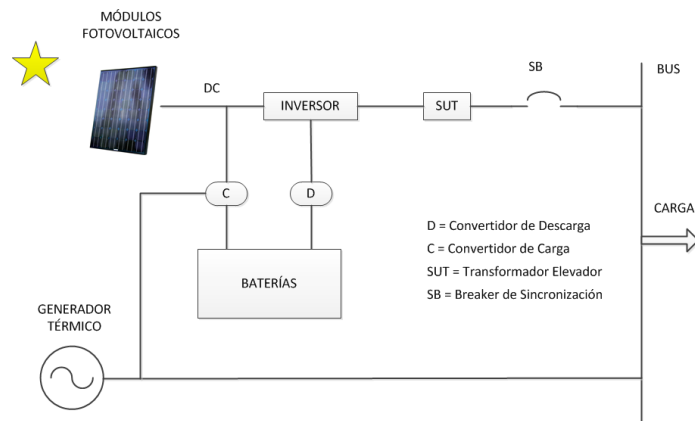 MÓDULOS
FOTOVOLTAICOS
DC
INVERSOR
SUT
SB
BUS
C
D
CARGA
BATERÍAS
D = Convertidor de Descarga
C = Convertidor de Carga
SUT = Transformador Elevador
SB = Breaker de Sincronización
GENERADOR
TÉRMICO